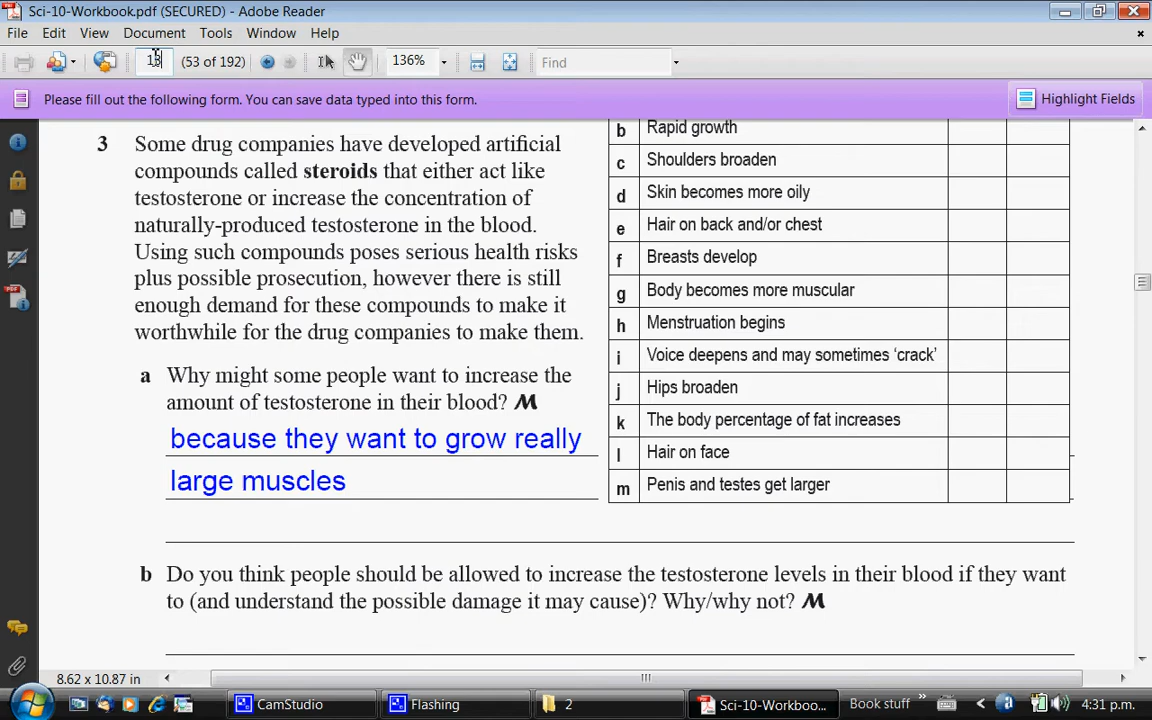 Sci-10-Workbook.pdf (SECURED) - Adobe Reader
File Edit View Document Tools Window Help
(53 of 192) 136% Find
Please fill out the following form. You can save data typed into this form.
Highlight Fields
3 Some drug companies have developed artificial
compounds called steroids that either act like
testosterone or increase the concentration of
naturally-produced testosterone in the blood.
Using such compounds poses serious health risks
plus possible prosecution, however there is still
enough demand for these compounds to make it
worthwhile for the drug companies to make them.
a Why might some people want to increase the
amount of testosterone in their blood? M
because they want to grow really
large muscles
b Rapid growth
c Shoulders broaden
d Skin becomes more oily
e Hair on back and/or chest
f Breasts develop
g Body becomes more muscular
h Menstruation begins
i Voice deepens and may sometimes ‘crack’
j Hips broaden
k The body percentage of fat increases
l Hair on face
m Penis and testes get larger
b Do you think people should be allowed to increase the testosterone levels in their blood if they want
to (and understand the possible damage it may cause)? Why/why not? M
8.62 x 10.87 in
CamStudio
Flashing
2
Sci-10-Workboo...
Book stuff
4:31 p.m.